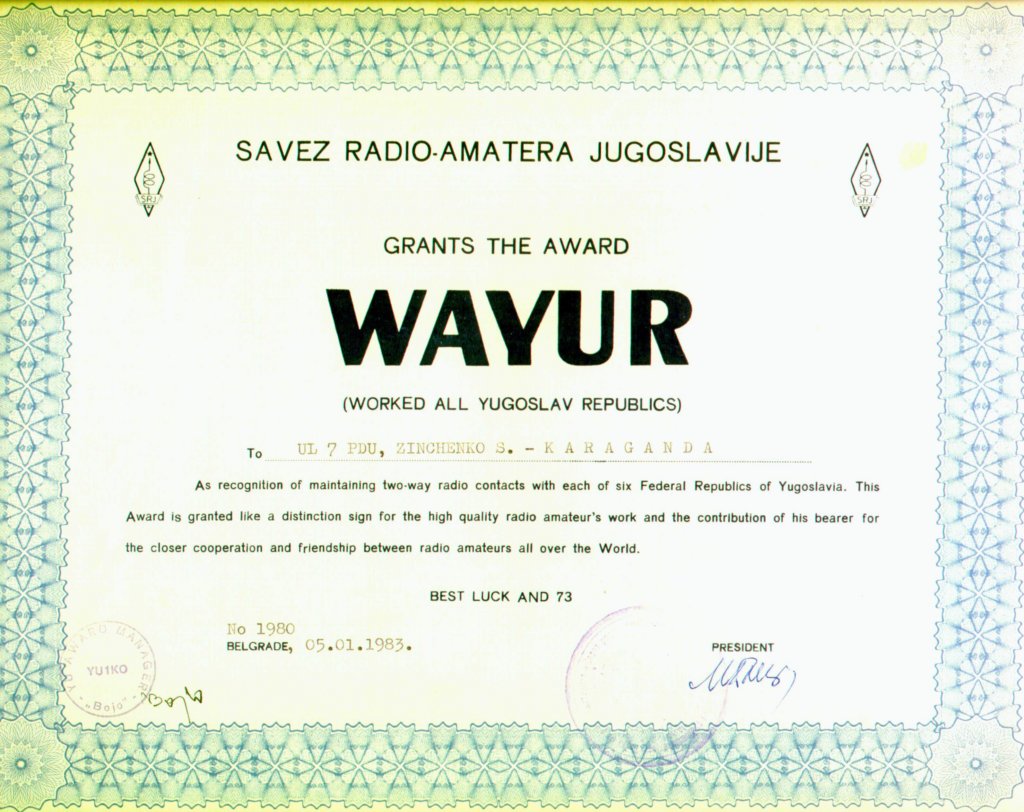 SAVEZ RADIO-AMATERA JUGOSLAVIJE
SRJ
SRJ
GRANTS THE AWARD
WAYUR
(WORKED ALL YUGOSLAV REPUBLICS)
To UL 7 PDU, ZINCHENKO S. - K A R A G A N D A
As recognition of maintaining two-way radio contacts with each of six Federal Republics of Yugoslavia. This
Award is granted like a distinction sign for the high quality radio amateur's work and the contribution of his bearer for
the closer cooperation and friendship between radio amateurs all over the World.
BEST LUCK AND 73
No 1980
BELGRADE, 05.01.1983.
PRESIDENT
YU AWARD MANAGER
YU1KO
"Bojo"